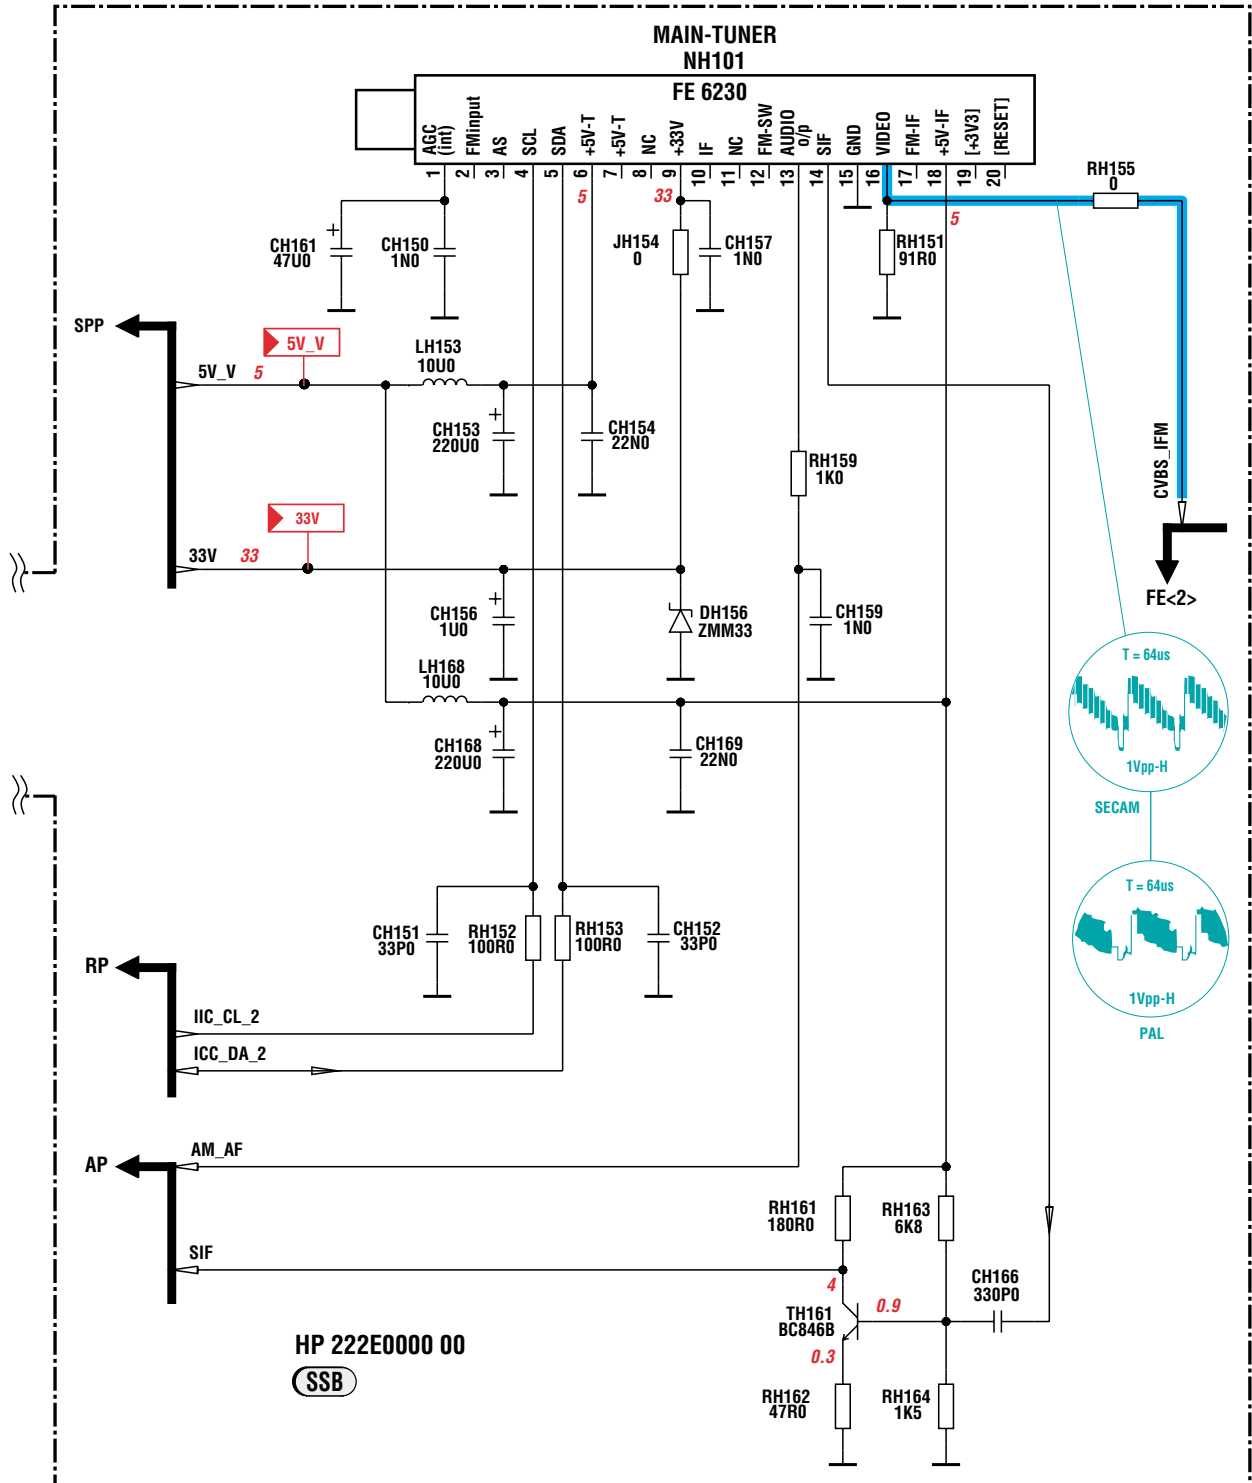 MAIN-TUNER
NH101
FE 6230
AGC (int)
FMinput
AS
SCL
SDA
+5V-T
+5V-T
NC
+33V
IF
NC
FM-SW
AUDIO o/p
SIF
GND
VIDEO
FM-IF
+5V-IF
[+3V3]
[RESET]
1 2 3 4 5 6 7 8 9 10 11 12 13 14 15 16 17 18 19 20
5
33
5
RH155
0
CH161
47U0
CH150
1N0
JH154
0
CH157
1N0
RH151
91R0
SPP
5V_V
5V_V
5
LH153
10U0
CH153
220U0
CH154
22N0
RH159
1K0
CVBS_IFM
33V
33V
33
FE<2>
CH156
1U0
DH156
ZMM33
CH159
1N0
LH168
10U0
CH168
220U0
CH169
22N0
T = 64us
1Vpp-H
SECAM
T = 64us
1Vpp-H
PAL
CH151
33P0
RH152
100R0
RH153
100R0
CH152
33P0
RP
IIC_CL_2
ICC_DA_2
AP
AM_AF
SIF
RH161
180R0
RH163
6K8
CH166
330P0
4
TH161
BC846B
0.9
0.3
RH162
47R0
RH164
1K5
HP 222E0000 00
SSB